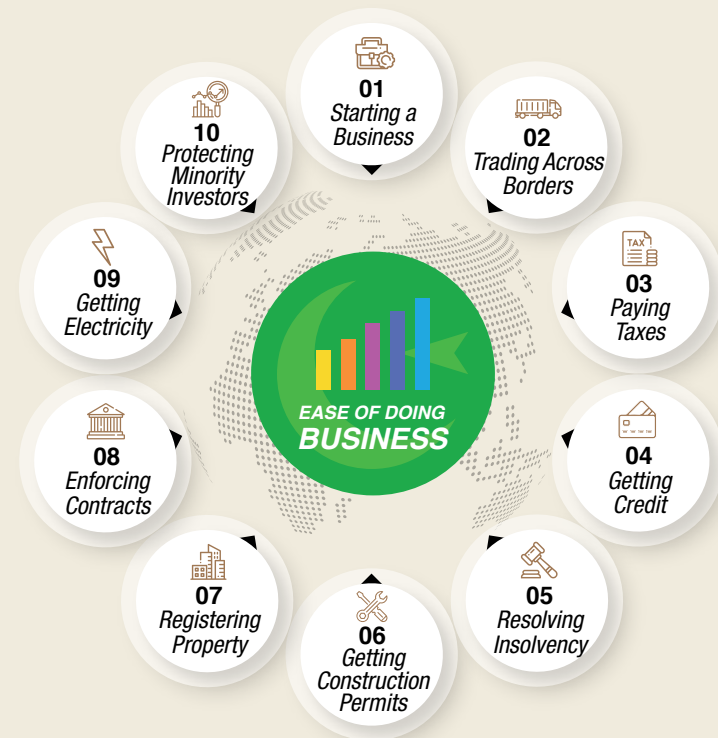 01
Starting a
Business
02
Trading Across
Borders
TAX
03
Paying
Taxes
04
Getting
Credit
05
Resolving
Insolvency
06
Getting
Construction
Permits
07
Registering
Property
08
Enforcing
Contracts
09
Getting
Electricity
10
Protecting
Minority
Investors
EASE OF DOING
BUSINESS